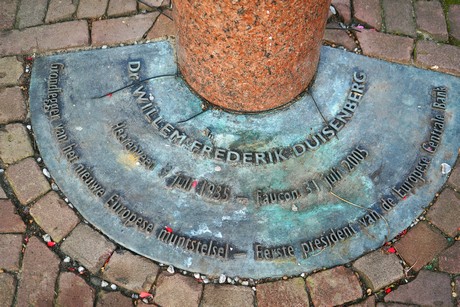 Dr. WILLEM FREDERIK DUISENBERG
Heerenveen 9 juli 1935 - Faucon 31 juli 2005
Grondlegger van het nieuwe Europese muntstelsel - Eerste president van de Europese Centrale Bank